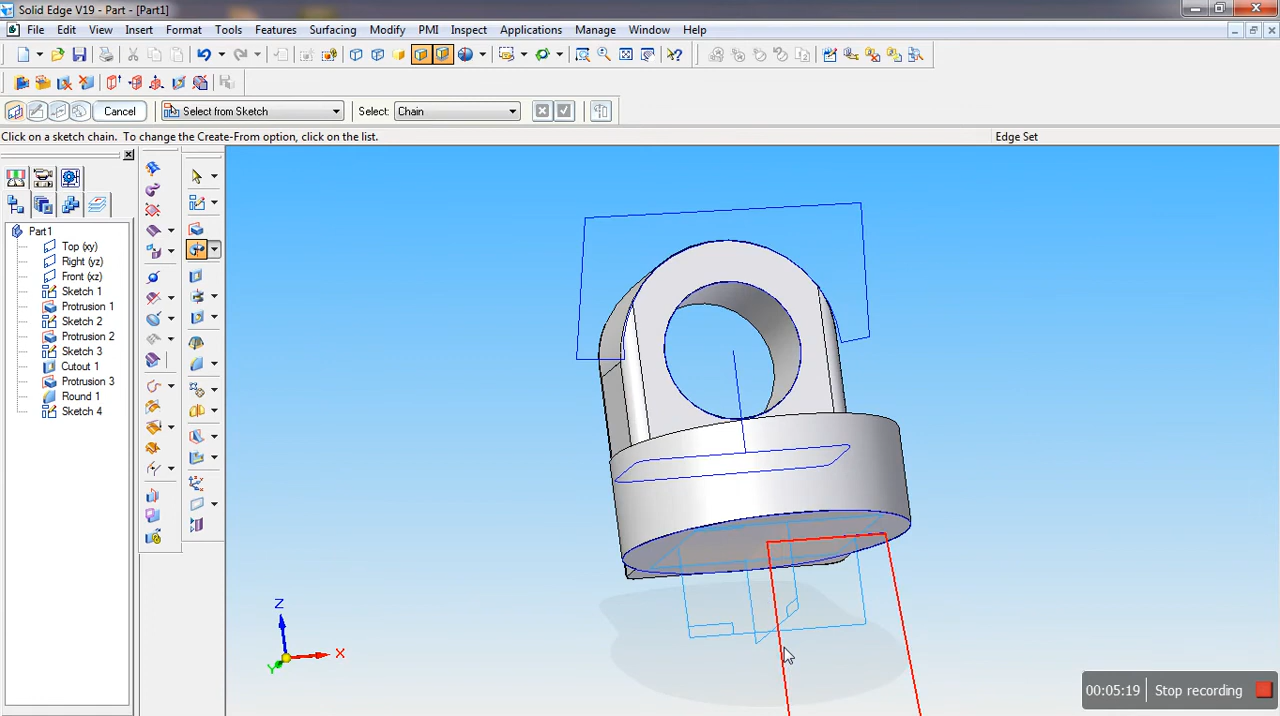 Solid Edge V19 - Part - [Part1]
File Edit View Insert Format Tools Features Surfacing Modify PMI Inspect Applications Manage Window Help
Cancel Select from Sketch Select: Chain
Click on a sketch chain. To change the Create-From option, click on the list. Edge Set
Part1
Top (xy)
Right (yz)
Front (xz)
Sketch 1
Protrusion 1
Sketch 2
Protrusion 2
Sketch 3
Cutout 1
Protrusion 3
Round 1
Sketch 4
Z
X
Y
00:05:19 Stop recording